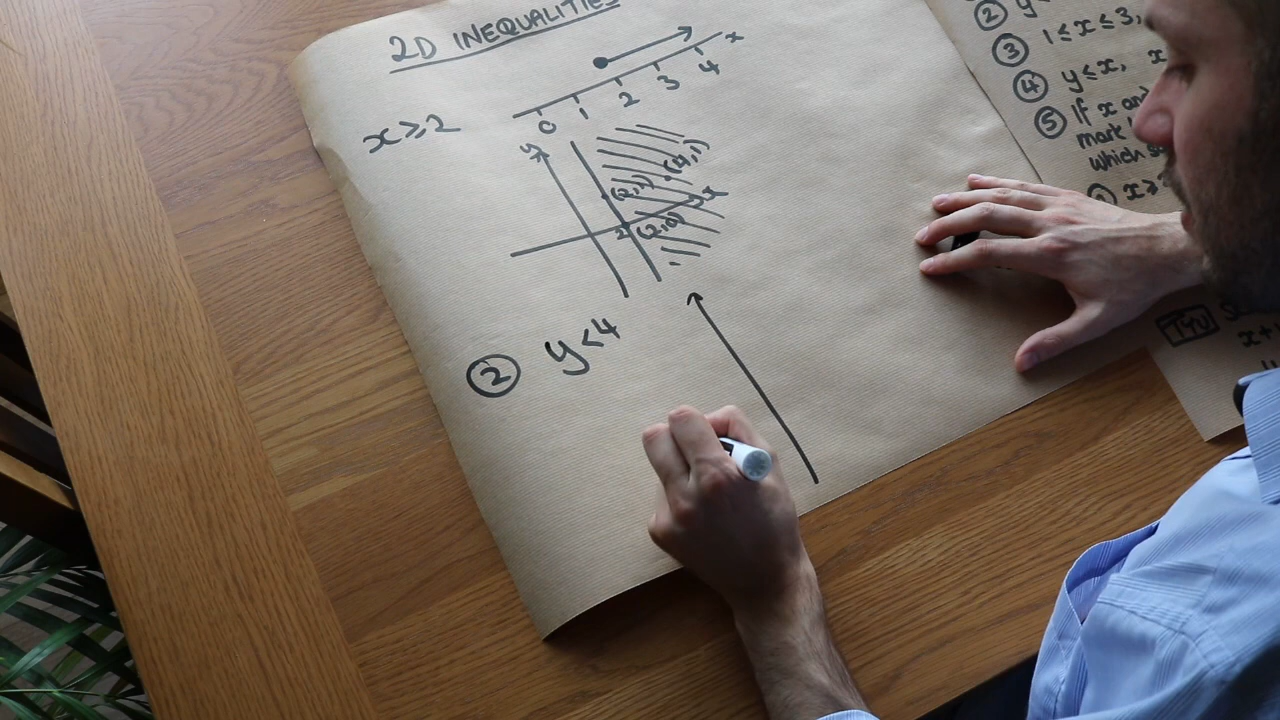 2D INEQUALITIES
x ≥ 2
0 1 2 3 4 x
y
(4,1)
(2,1)
x
2
(2,0)
② y < 4
②
③ 1 ≤ x ≤ 3,
④ y ≤ x, x
⑤ If x and
mark
which
x ≥
TYU
x+